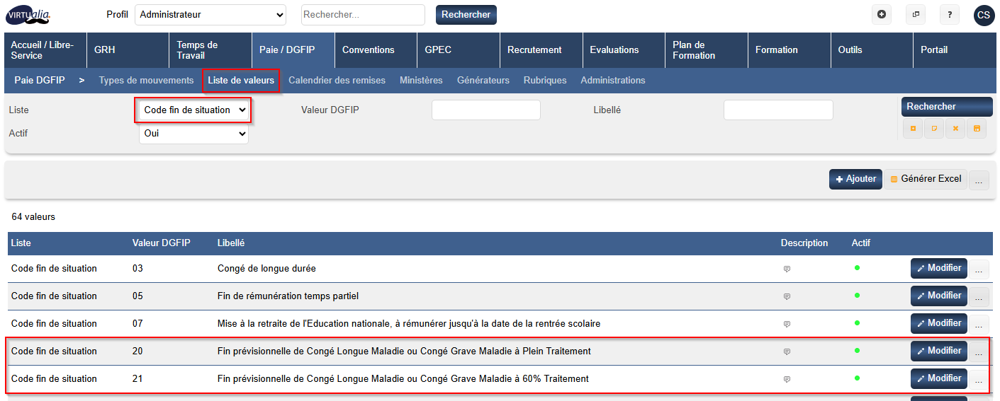 VIRTUalia.
Profil Administrateur Rechercher... Rechercher ? CS
Accueil / Libre-Service GRH Temps de Travail Paie / DGFIP Conventions GPEC Recrutement Evaluations Plan de Formation Formation Outils Portail
Paie DGFIP > Types de mouvements Liste de valeurs Calendrier des remises Ministères Générateurs Rubriques Administrations
Liste Code fin de situation Valeur DGFIP Libellé Rechercher
Actif Oui
Ajouter Générer Excel ...
64 valeurs
Liste Valeur DGFIP Libellé Description Actif
Code fin de situation 03 Congé de longue durée Modifier ...
Code fin de situation 05 Fin de rémunération temps partiel Modifier ...
Code fin de situation 07 Mise à la retraite de l'Education nationale, à rémunérer jusqu'à la date de la rentrée scolaire Modifier ...
Code fin de situation 20 Fin prévisionnelle de Congé Longue Maladie ou Congé Grave Maladie à Plein Traitement Modifier ...
Code fin de situation 21 Fin prévisionnelle de Congé Longue Maladie ou Congé Grave Maladie à 60% Traitement Modifier ...